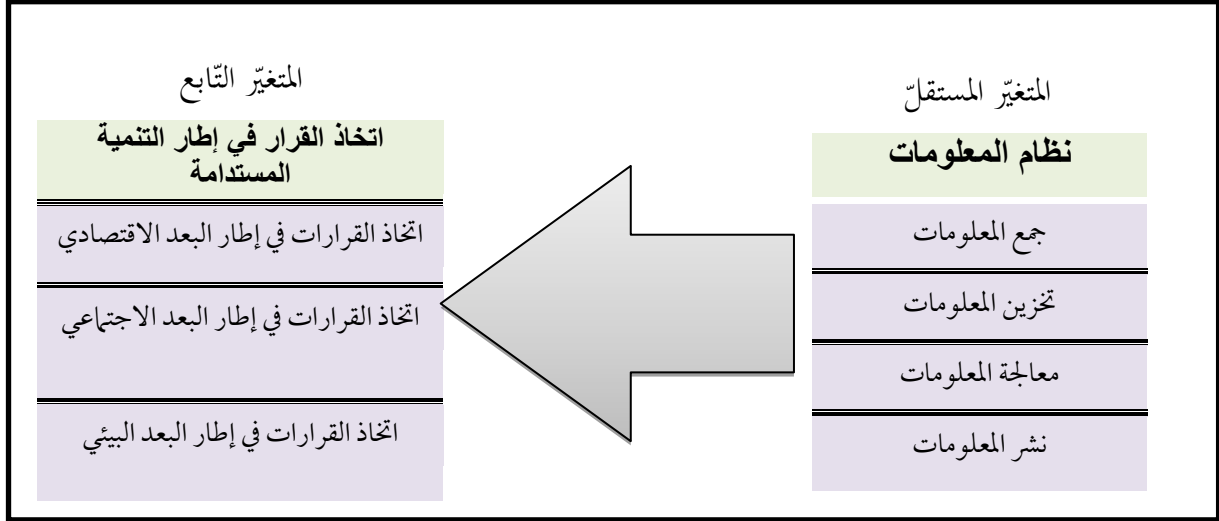 المتغيّر المستقلّ
نظام المعلومات
جمع المعلومات
تخزين المعلومات
معالجة المعلومات
نشر المعلومات
المتغيّر التّابع
اتخاذ القرار في إطار التنمية
المستدامة
اتخاذ القرارات في إطار البعد الاقتصادي
اتخاذ القرارات في إطار البعد الاجتماعي
اتخاذ القرارات في إطار البعد البيئي